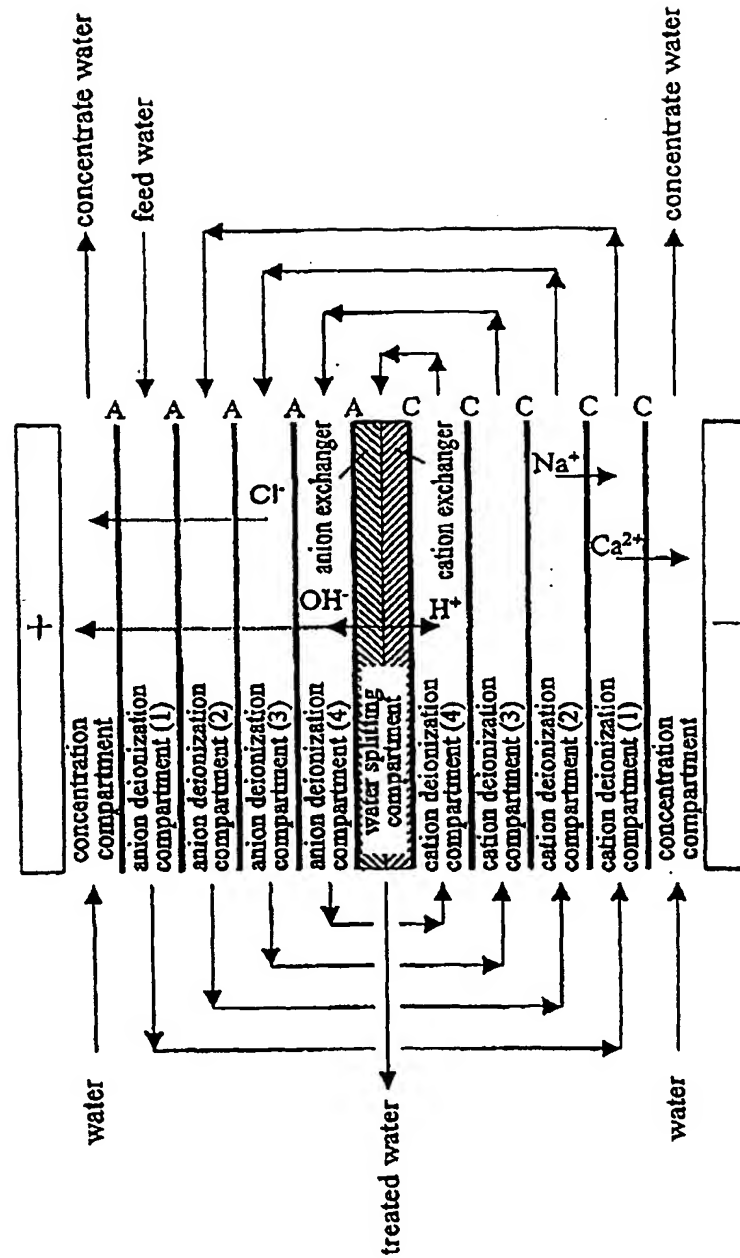 concentrate water
feed water
concentrate water
A
A
A
A
A
C
C
C
C
C
+
Cl-
anion exchanger
OH-
cation exchanger
H+
Na+
Ca2+
−
concentration
compartment
anion deionization
compartment (1)
anion deionization
compartment (2)
anion deionization
compartment (3)
anion deionization
compartment (4)
water splitting
compartment
cation deionization
compartment (4)
cation deionization
compartment (3)
cation deionization
compartment (2)
cation deionization
compartment (1)
concentration
compartment
water
treated water
water